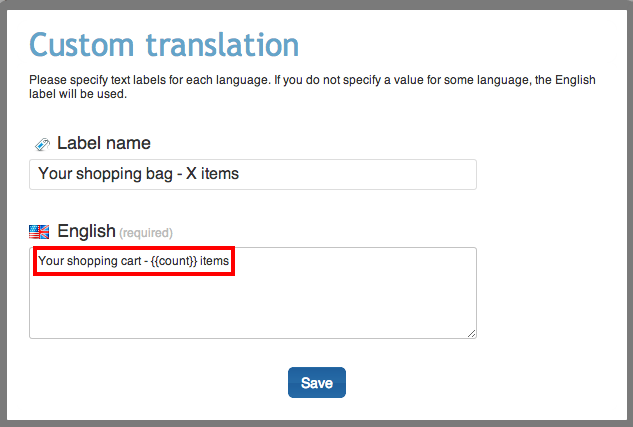 Custom translation
Please specify text labels for each language. If you do not specify a value for some language, the English
label will be used.
Label name
Your shopping bag - X items
English (required)
Your shopping cart - {{count}} items
Save